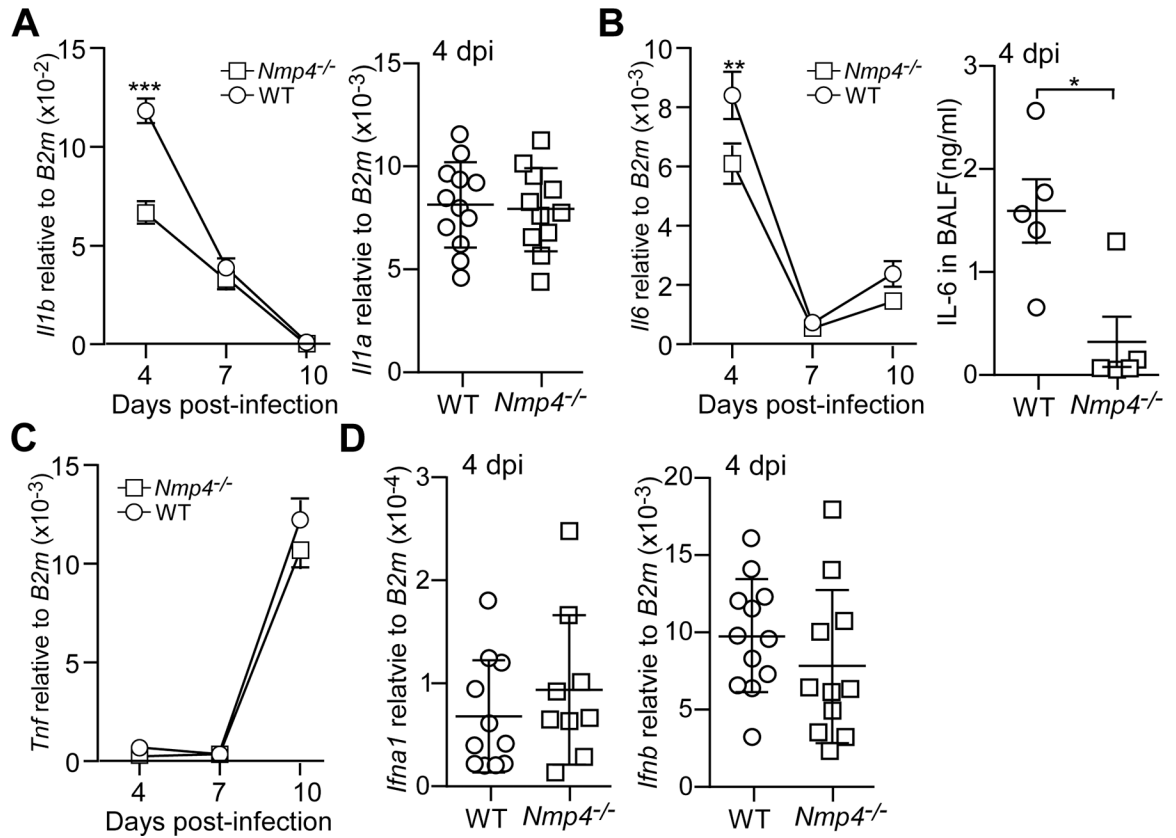 A
Il1b relative to B2m (x10-2)
15
10
5
0
***
Nmp4-/-
WT
4
7
10
Days post-infection
4 dpi
Il1a relatvie to B2m (x10-3)
15
10
5
0
WT
Nmp4-/-
B
Il6 relative to B2m (x10-3)
10
8
6
4
2
0
**
Nmp4-/-
WT
4
7
10
Days post-infection
4 dpi
IL-6 in BALF(ng/ml)
3
2
1
0
*
WT
Nmp4-/-
C
Tnf relative to B2m (x10-3)
15
10
5
0
Nmp4-/-
WT
4
7
10
Days post-infection
D
4 dpi
Ifna1 relatvie to B2m (x10-4)
3
2
1
0
WT
Nmp4-/-
4 dpi
Ifnb relatvie to B2m (x10-3)
20
15
10
5
0
WT
Nmp4-/-